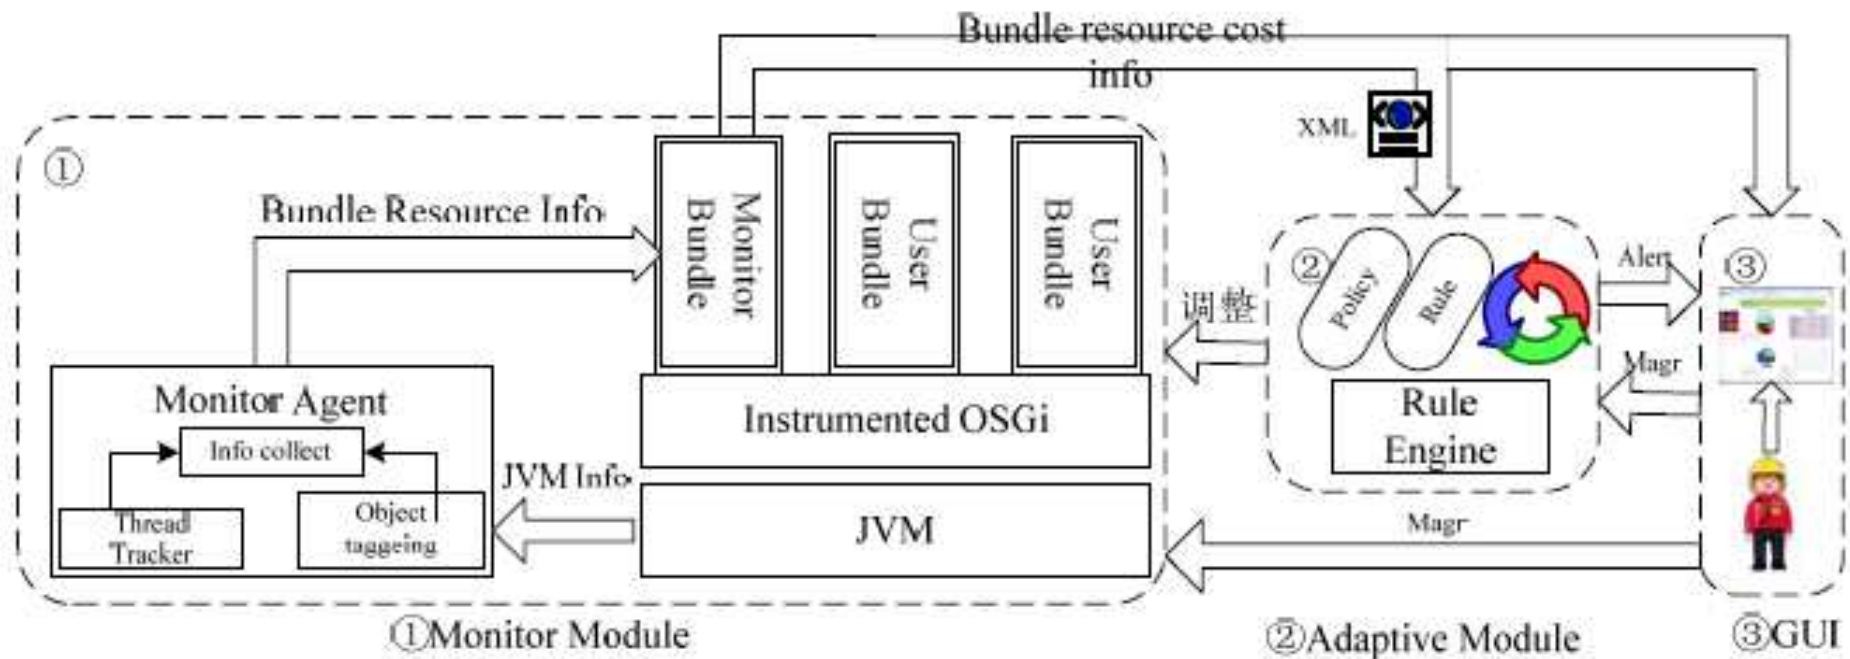 Bundle resource cost
info
XML
①
Bundle Resource Info
Monitor
Bundle
User
Bundle
User
Bundle
②
Policy
Rule
Alert
③
调整
Magr
Monitor Agent
Info collect
Thread
Tracker
Object
taggeing
JVM Info
Instrumented OSGi
JVM
Rule
Engine
Magr
①Monitor Module
②Adaptive Module
③GUI